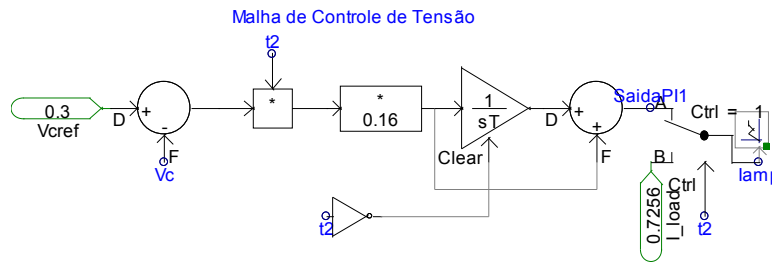 Malha de Controle de Tensão
t2
0.3
Vcref
D
+
-
F
Vc
*
*
0.16
1
sT
Clear
D
+
+
F
SaidaPI1
A
B
Ctrl = 1
Ctrl
0.7256
I_load
t2
t2